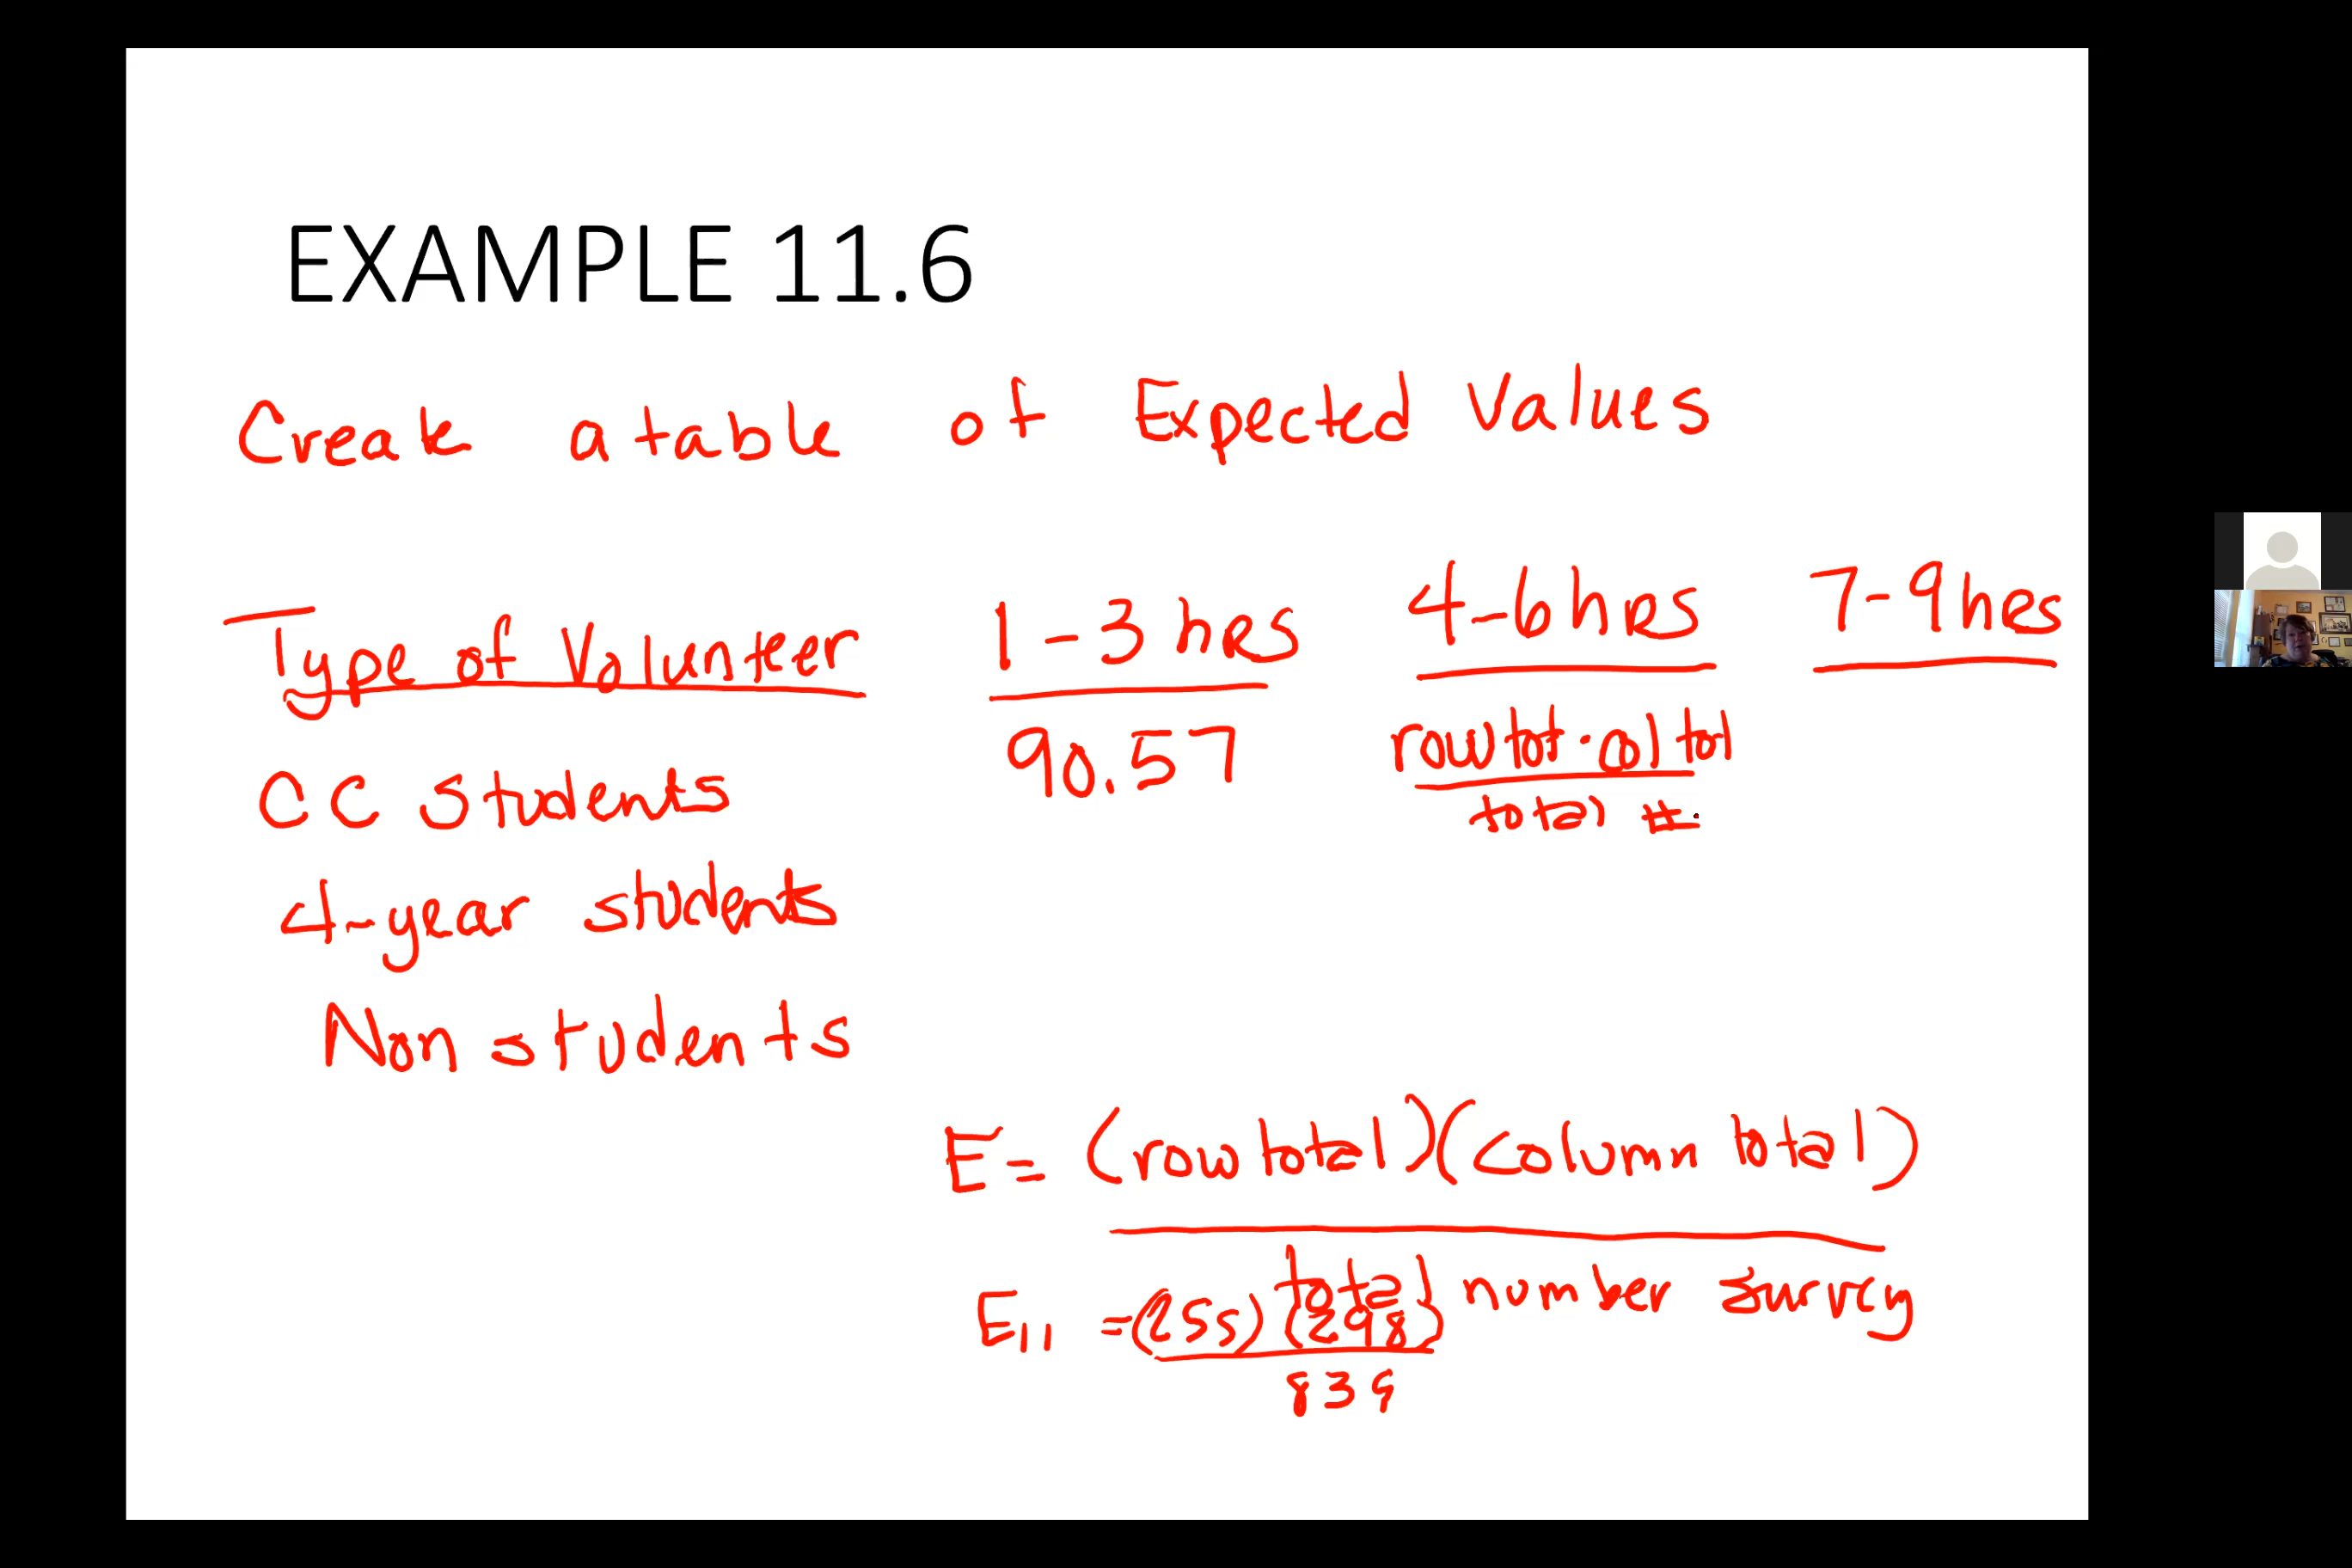 EXAMPLE 11.6
Create a table of Expected Values
Type of Volunteer 1-3 hrs 4-6 hrs 7-9 hrs
CC Students 90.57 row tot · col tot
total #
4-year students
Non students
E = (row total)(column total)
total number survey
E11 = (255)(298)
839